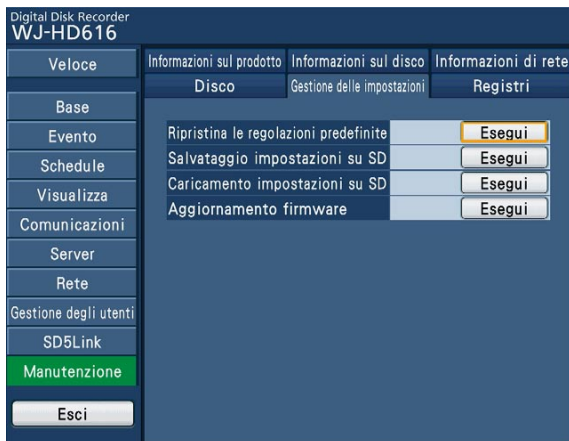 Digital Disk Recorder
WJ-HD616
Veloce
Informazioni sul prodotto Informazioni sul disco Informazioni di rete
Disco Gestione delle impostazioni Registri
Base
Evento
Schedule
Visualizza
Comunicazioni
Server
Rete
Gestione degli utenti
SD5Link
Manutenzione
Esci
Ripristina le regolazioni predefinite Esegui
Salvataggio impostazioni su SD Esegui
Caricamento impostazioni su SD Esegui
Aggiornamento firmware Esegui